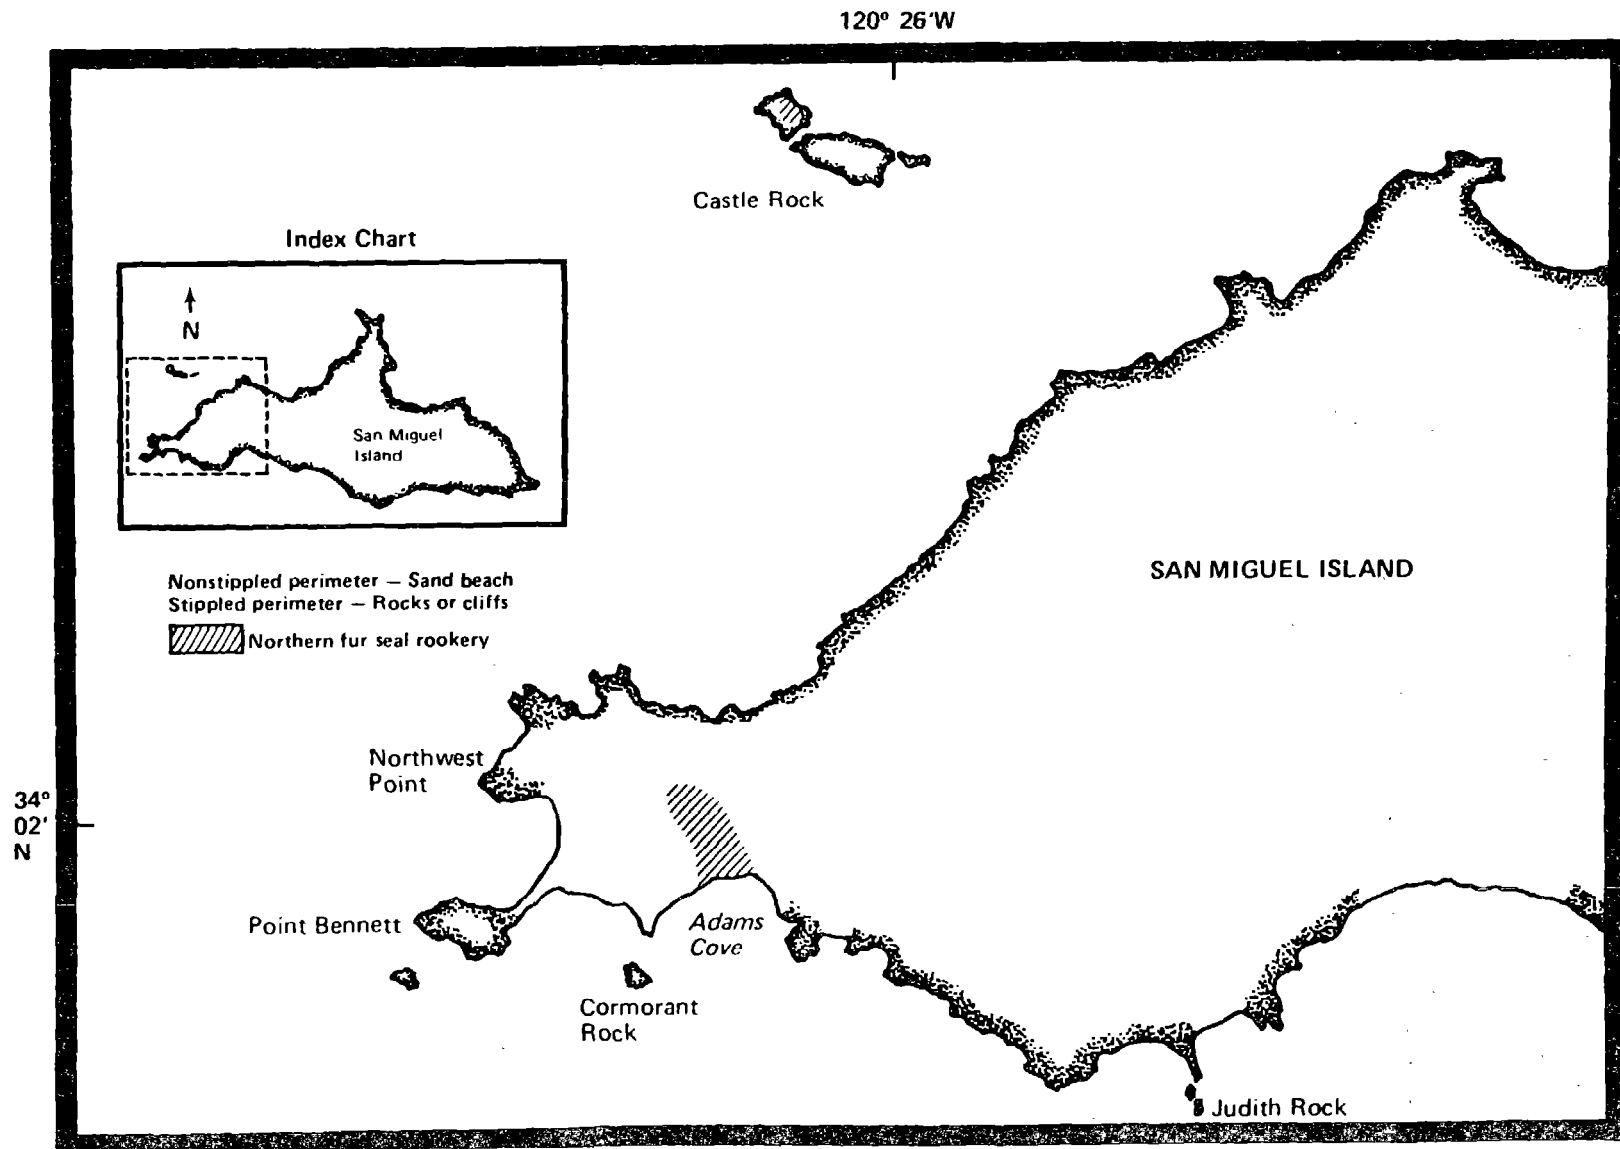 120° 26'W
Castle Rock
Index Chart
N
San Miguel
Island
Nonstippled perimeter – Sand beach
Stippled perimeter – Rocks or cliffs
Northern fur seal rookery
SAN MIGUEL ISLAND
Northwest
Point
34°
02'
N
Point Bennett
Adams
Cove
Cormorant
Rock
Judith Rock